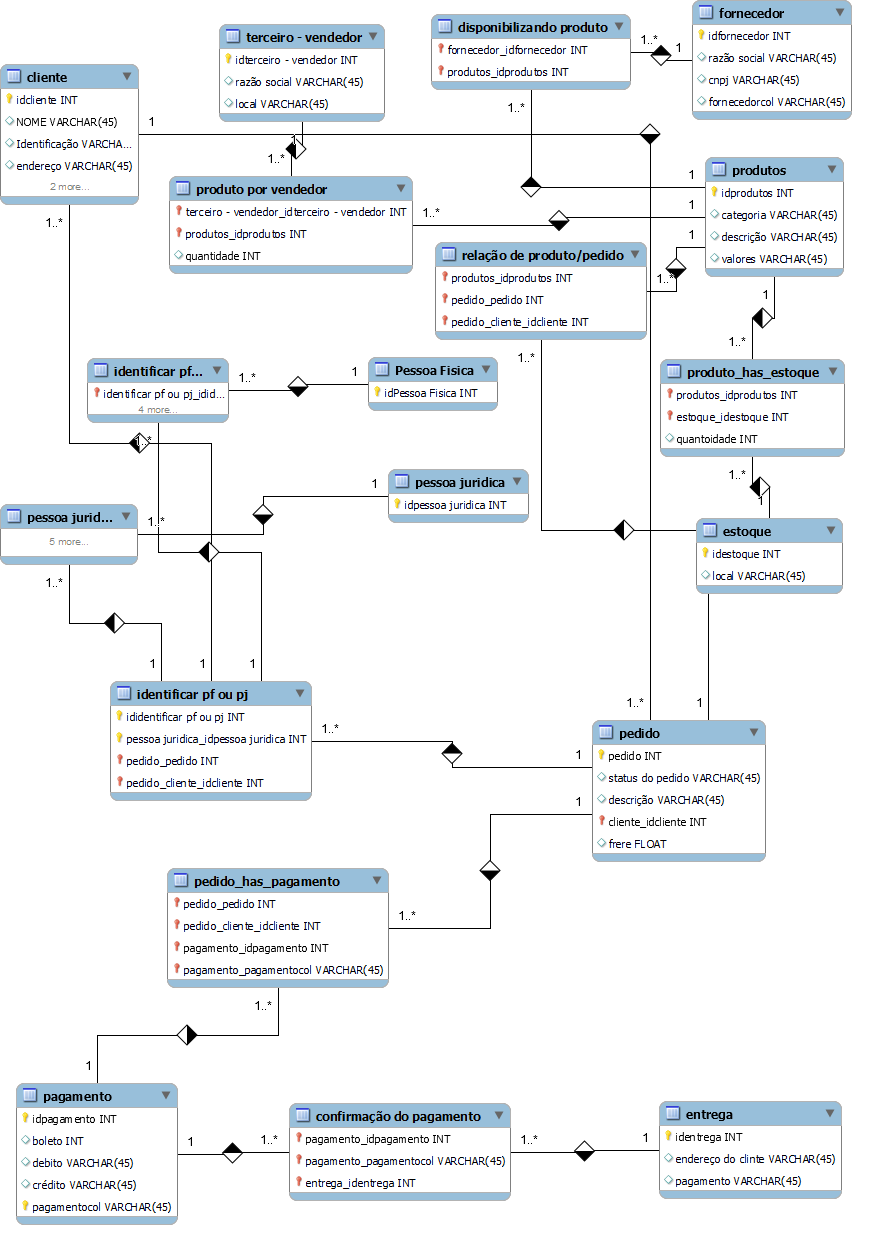 terceiro - vendedor
idterceiro - vendedor INT
razão social VARCHAR(45)
local VARCHAR(45)
disponibilizando produto
fornecedor_idfornecedor INT
produtos_idprodutos INT
fornecedor
idfornecedor INT
razão social VARCHAR(45)
cnpj VARCHAR(45)
fornecedorcol VARCHAR(45)
1..*
1
cliente
idcliente INT
NOME VARCHAR(45)
Identificação VARCHA...
endereço VARCHAR(45)
2 more...
1
1..*
1
1..*
1..*
produto por vendedor
terceiro - vendedor_idterceiro - vendedor INT
produtos_idprodutos INT
quantidade INT
1..*
1
1
1
1..*
produtos
idprodutos INT
categoria VARCHAR(45)
descrição VARCHAR(45)
valores VARCHAR(45)
relação de produto/pedido
produtos_idprodutos INT
pedido_pedido INT
pedido_cliente_idcliente INT
1
1..*
1..*
identificar pf...
identificar pf ou pj_idid...
4 more...
1..*
1
Pessoa Fisica
idPessoa Fisica INT
produto_has_estoque
produtos_idprodutos INT
estoque_idestoque INT
quantoidade INT
1..*
1..*
1
pessoa jurid...
5 more...
1..*
1
pessoa juridica
idpessoa juridica INT
estoque
idestoque INT
local VARCHAR(45)
1..*
1
1
1
identificar pf ou pj
ididentificar pf ou pj INT
pessoa juridica_idpessoa juridica INT
pedido_pedido INT
pedido_cliente_idcliente INT
1..*
1
1..*
1
1
pedido
pedido INT
status do pedido VARCHAR(45)
descrição VARCHAR(45)
cliente_idcliente INT
frere FLOAT
pedido_has_pagamento
pedido_pedido INT
pedido_cliente_idcliente INT
pagamento_idpagamento INT
pagamento_pagamentocol VARCHAR(45)
1..*
1..*
1
pagamento
idpagamento INT
boleto INT
debito VARCHAR(45)
crédito VARCHAR(45)
pagamentocol VARCHAR(45)
1
1..*
confirmação do pagamento
pagamento_idpagamento INT
pagamento_pagamentocol VARCHAR(45)
entrega_identrega INT
1..*
1
entrega
identrega INT
endereço do clinte VARCHAR(45)
pagamento VARCHAR(45)